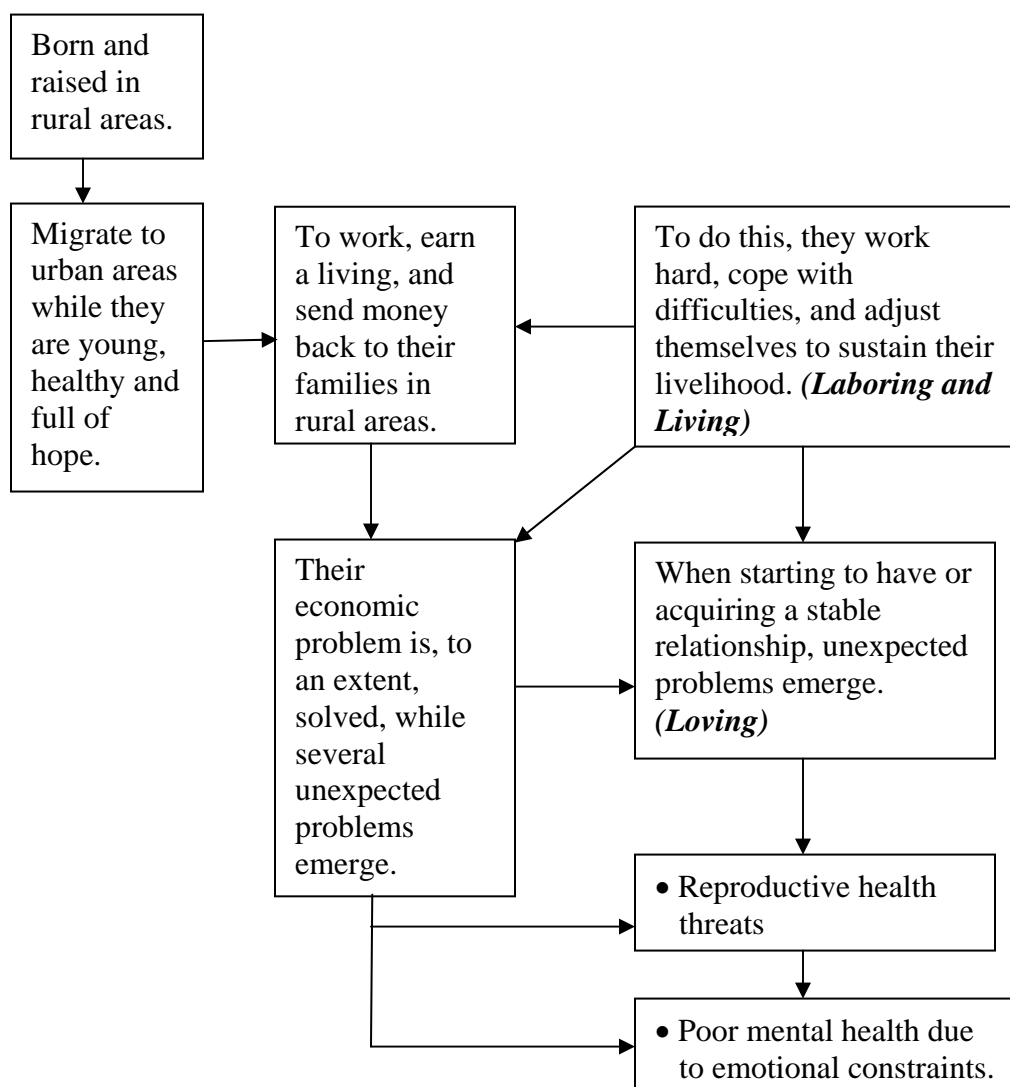 Born and
raised in
rural areas.
Migrate to
urban areas
while they
are young,
healthy and
full of
hope.
To work, earn
a living, and
send money
back to their
families in
rural areas.
To do this, they work
hard, cope with
difficulties, and adjust
themselves to sustain their
livelihood. (Laboring and
Living)
Their
economic
problem is, to
an extent,
solved, while
several
unexpected
problems
emerge.
When starting to have or
acquiring a stable
relationship, unexpected
problems emerge.
(Loving)
• Reproductive health
threats
• Poor mental health due
to emotional constraints.